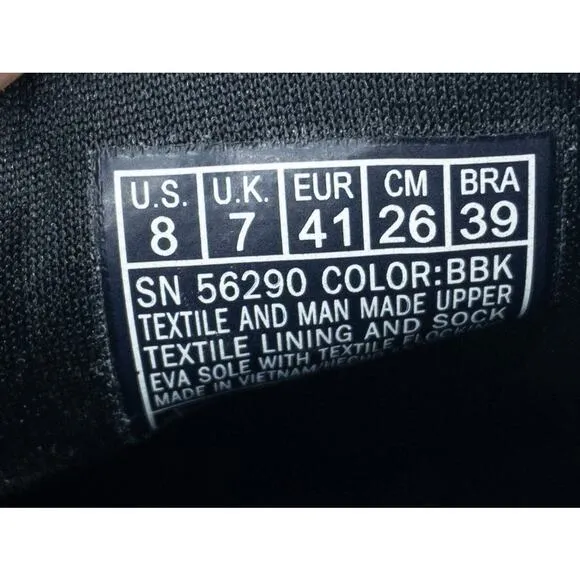 U.S. U.K. EUR CM BRA
8 7 41 26 39
SN 56290 COLOR:BBK
TEXTILE AND MAN MADE UPPER
TEXTILE LINING AND SOCK
EVA SOLE WITH TEXTILE FLOCKING
MADE IN VIETNAM/